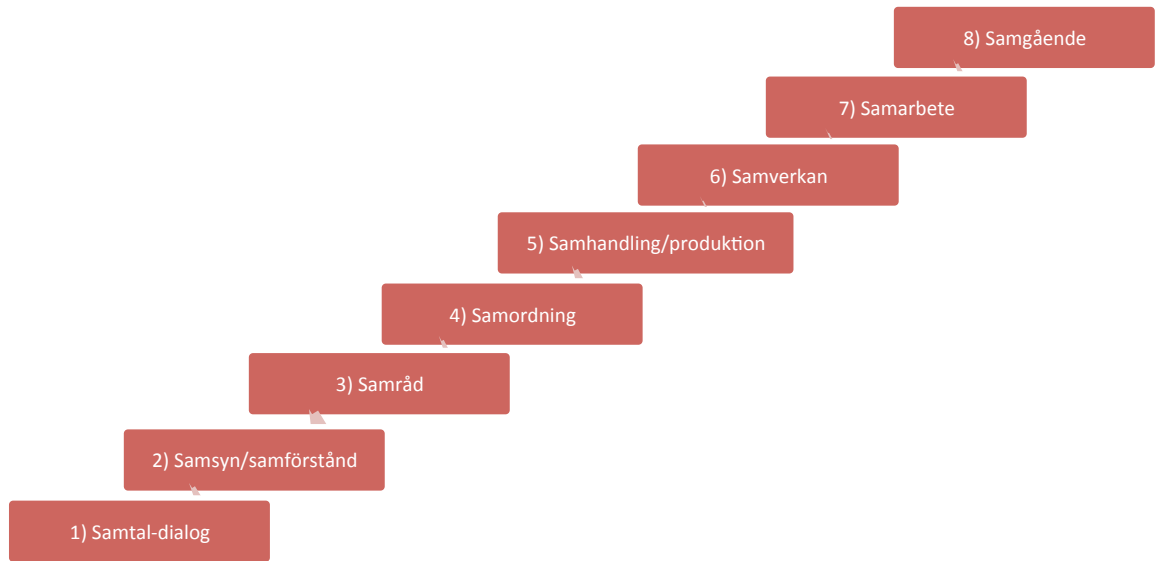 8) Samgående
7) Samarbete
6) Samverkan
5) Samhandling/produktion
4) Samordning
3) Samråd
2) Samsyn/samförstånd
1) Samtal-dialog